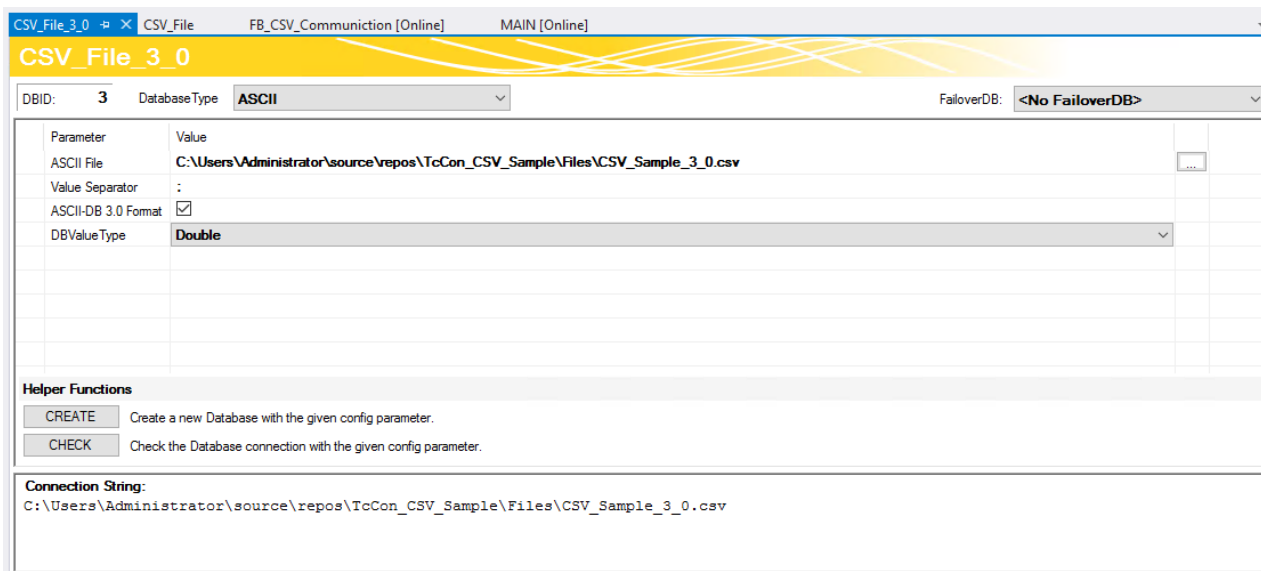 CSV_File_3_0 CSV_File FB_CSV_Communiction [Online] MAIN [Online]
CSV_File_3_0
DBID: 3 DatabaseType ASCII FailoverDB: <No FailoverDB>
Parameter Value
ASCII File C:\Users\Administrator\source\repos\TcCon_CSV_Sample\Files\CSV_Sample_3_0.csv ...
Value Separator :
ASCII-DB 3.0 Format
DBValueType Double
Helper Functions
CREATE Create a new Database with the given config parameter.
CHECK Check the Database connection with the given config parameter.
Connection String:
C:\Users\Administrator\source\repos\TcCon_CSV_Sample\Files\CSV_Sample_3_0.csv